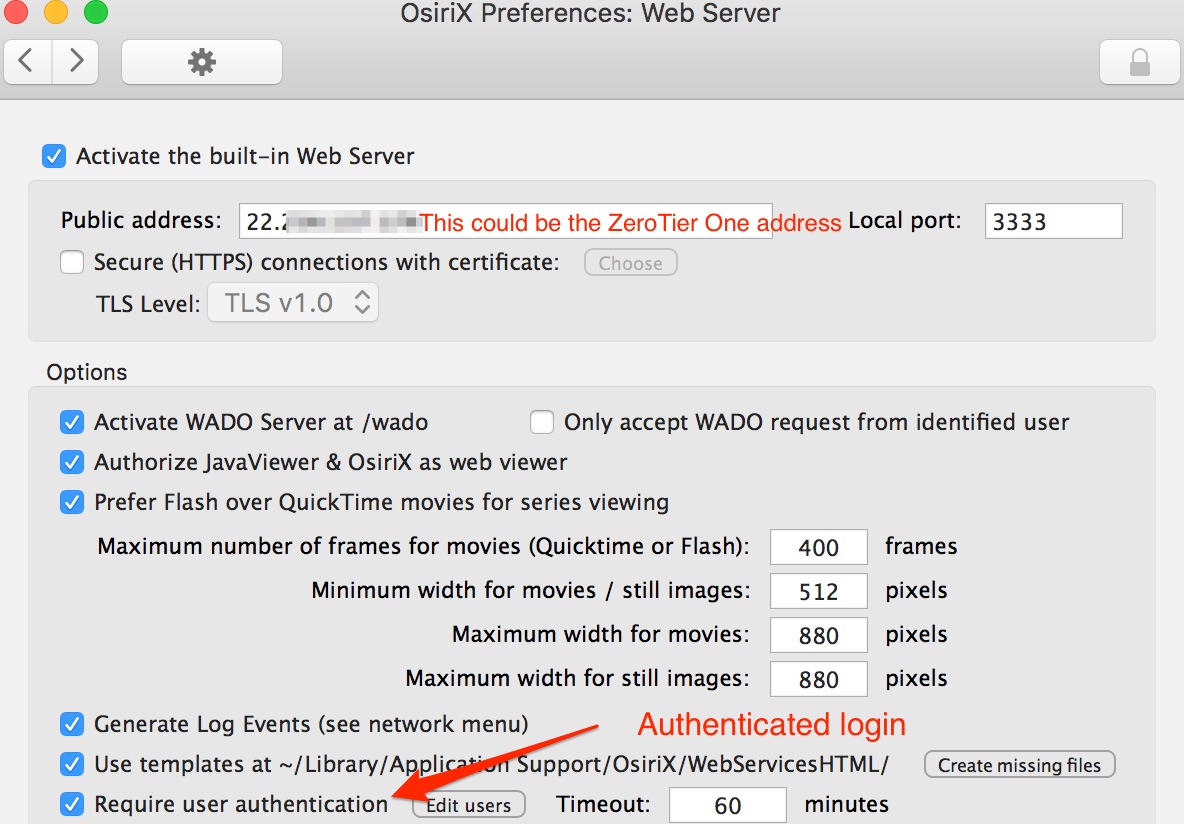 OsiriX Preferences: Web Server
Activate the built-in Web Server
Public address: This could be the ZeroTier One address Local port: 3333
Secure (HTTPS) connections with certificate: Choose
TLS Level: TLS v1.0
Options
Activate WADO Server at /wado Only accept WADO request from identified user
Authorize JavaViewer & OsiriX as web viewer
Prefer Flash over QuickTime movies for series viewing
Maximum number of frames for movies (Quicktime or Flash): 400 frames
Minimum width for movies / still images: 512 pixels
Maximum width for movies: 880 pixels
Maximum width for still images: 880 pixels
Generate Log Events (see network menu) Authenticated login
Use templates at ~/Library/Application Support/OsiriX/WebServicesHTML/ Create missing files
Require user authentication Edit users Timeout: 60 minutes